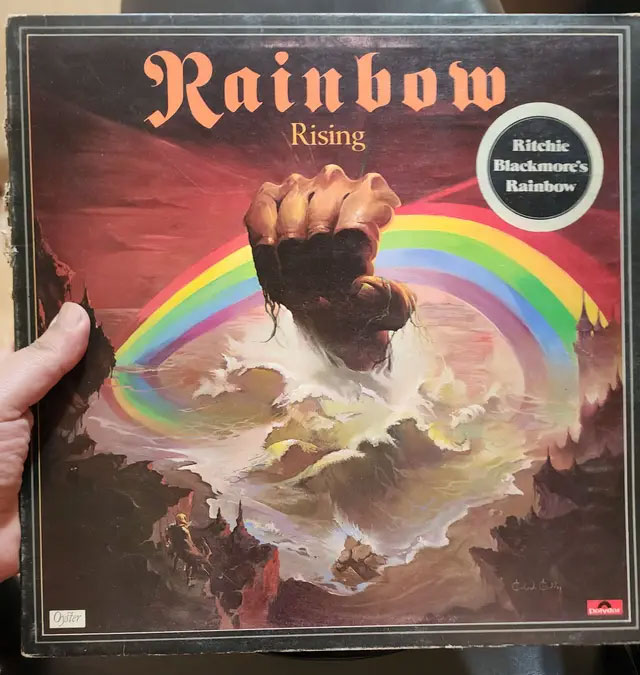 Rainbow
Rising
Ritchie
Blackmore's
Rainbow
Oyster
Polydor